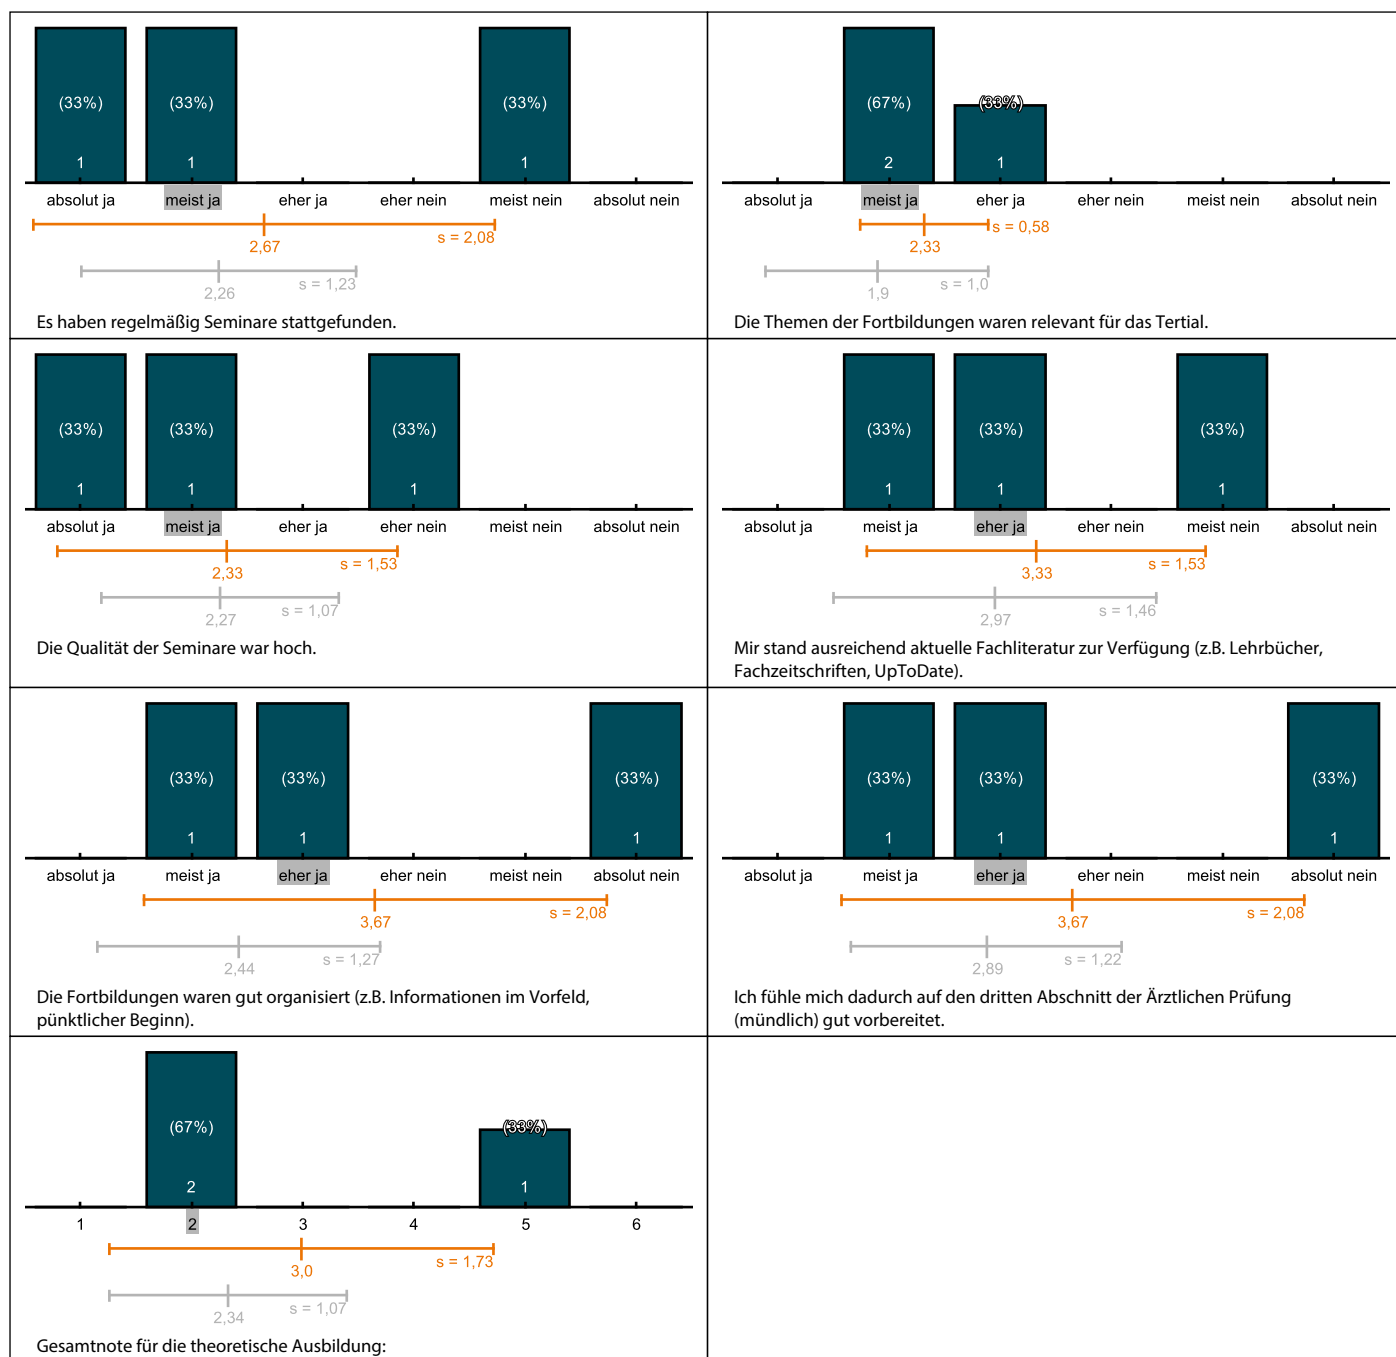 (33%) (33%) (33%)
1 1 1
absolut ja meist ja eher ja eher nein meist nein absolut nein
s = 2,08
2,67
s = 1,23
2,26
Es haben regelmäßig Seminare stattgefunden.
(67%) (33%)
2 1
absolut ja meist ja eher ja eher nein meist nein absolut nein
s = 0,58
2,33
s = 1,0
1,9
Die Themen der Fortbildungen waren relevant für das Tertial.
(33%) (33%) (33%)
1 1 1
absolut ja meist ja eher ja eher nein meist nein absolut nein
s = 1,53
2,33
s = 1,07
2,27
Die Qualität der Seminare war hoch.
(33%) (33%) (33%)
1 1 1
absolut ja meist ja eher ja eher nein meist nein absolut nein
s = 1,53
3,33
s = 1,46
2,97
Mir stand ausreichend aktuelle Fachliteratur zur Verfügung (z.B. Lehrbücher,
Fachzeitschriften, UpToDate).
(33%) (33%) (33%)
1 1 1
absolut ja meist ja eher ja eher nein meist nein absolut nein
s = 2,08
3,67
s = 1,27
2,44
Die Fortbildungen waren gut organisiert (z.B. Informationen im Vorfeld,
pünktlicher Beginn).
(33%) (33%) (33%)
1 1 1
absolut ja meist ja eher ja eher nein meist nein absolut nein
s = 2,08
3,67
s = 1,22
2,89
Ich fühle mich dadurch auf den dritten Abschnitt der Ärztlichen Prüfung
(mündlich) gut vorbereitet.
(67%) (33%)
2 1
1 2 3 4 5 6
s = 1,73
3,0
s = 1,07
2,34
Gesamtnote für die theoretische Ausbildung: